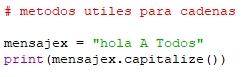 # metodos utiles para cadenas
mensajex = "hola A Todos"
print(mensajex.capitalize())